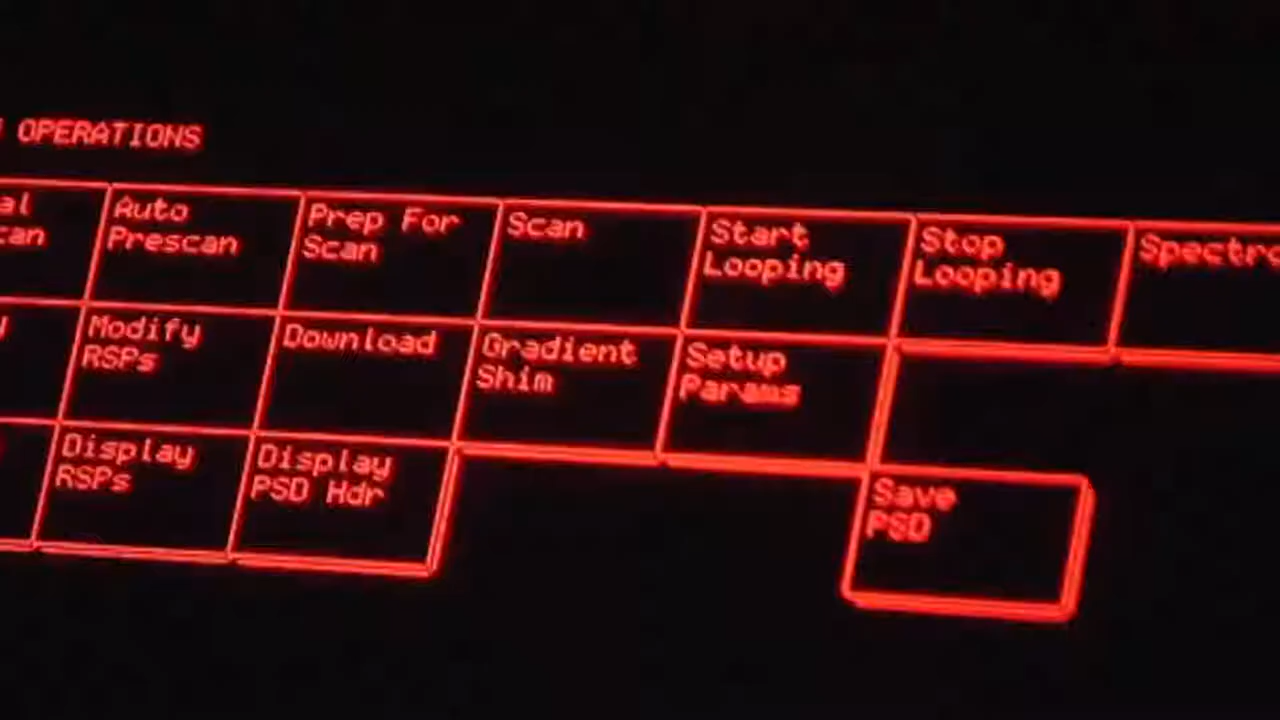 OPERATIONS
Auto
Prescan
Prep For
Scan
Scan
Start
Looping
Stop
Looping
Modify
RSPs
Download
Gradient
Shim
Setup
Params
Display
RSPs
Display
PSD Hdr
Save
PSD